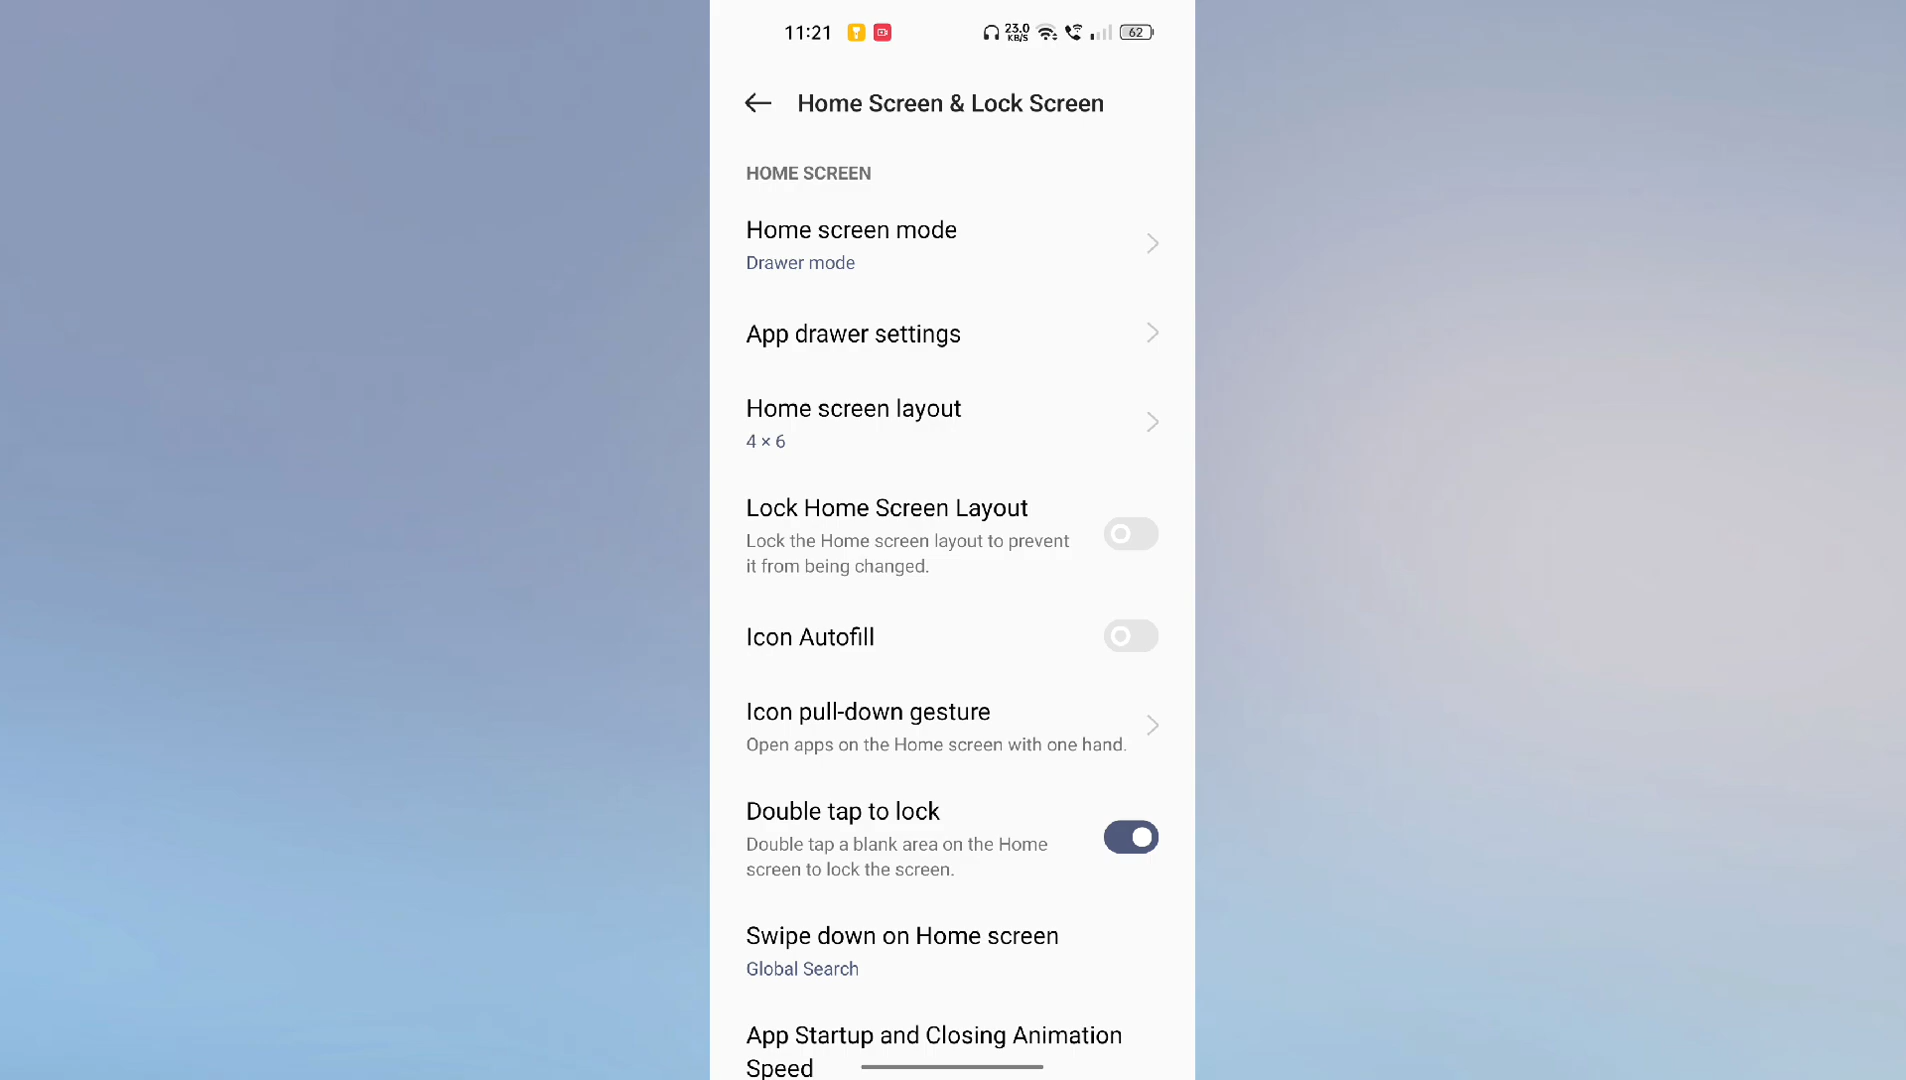 11:21 23.0 KB/S 62
Home Screen & Lock Screen
HOME SCREEN
Home screen mode
Drawer mode
App drawer settings
Home screen layout
4 × 6
Lock Home Screen Layout
Lock the Home screen layout to prevent
it from being changed.
Icon Autofill
Icon pull-down gesture
Open apps on the Home screen with one hand.
Double tap to lock
Double tap a blank area on the Home
screen to lock the screen.
Swipe down on Home screen
Global Search
App Startup and Closing Animation
Speed